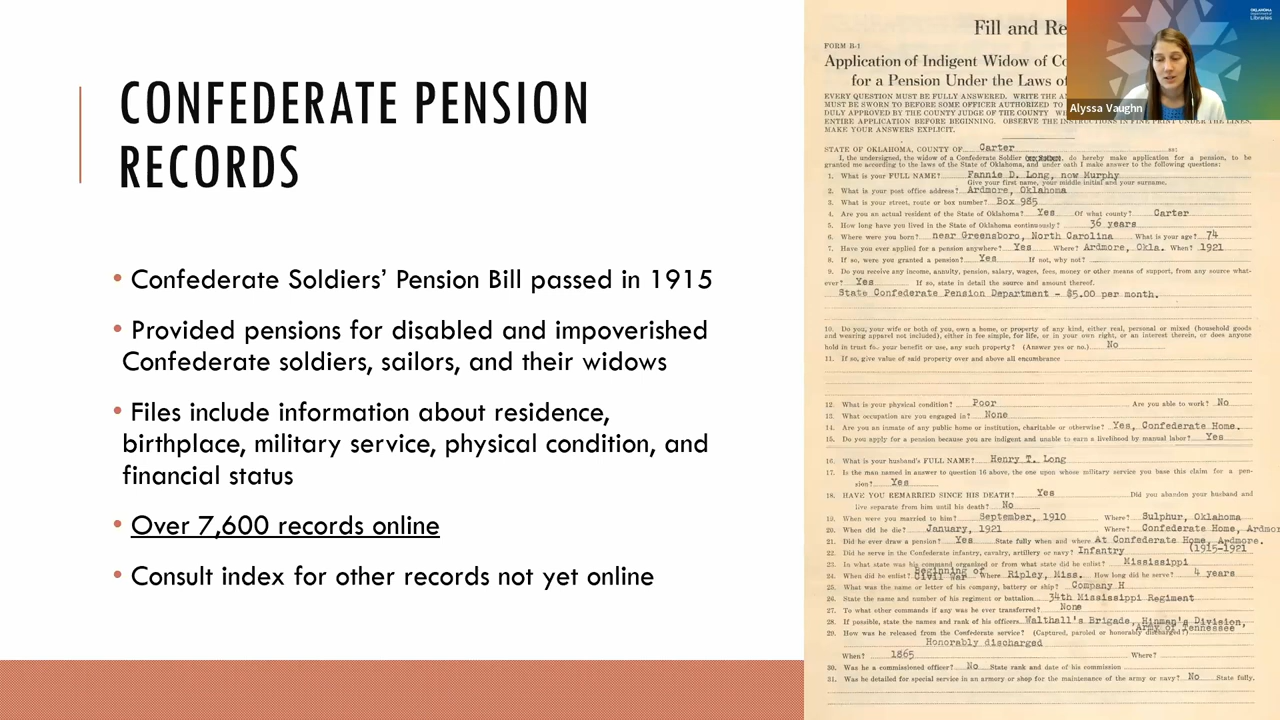 CONFEDERATE PENSION
RECORDS
• Confederate Soldiers’ Pension Bill passed in 1915
• Provided pensions for disabled and impoverished
Confederate soldiers, sailors, and their widows
• Files include information about residence,
birthplace, military service, physical condition, and
financial status
• Over 7,600 records online
• Consult index for other records not yet online
OKLAHOMA
Department of
Libraries
Alyssa Vaughn
Fill and Re
FORM B-1
Application of Indigent Widow of Co
for a Pension Under the Laws of
EVERY QUESTION MUST BE FULLY ANSWERED. WRITE THE A
MUST BE SWORN TO BEFORE SOME OFFICER AUTHORIZED TO
DULY APPROVED BY THE COUNTY JUDGE OF THE COUNTY
ENTIRE APPLICATION BEFORE BEGINNING. OBSERVE THE INSTRUCTIONS IN FINE PRINT UNDER THE LINES.
MAKE YOUR ANSWERS EXPLICIT.
STATE OF OKLAHOMA, COUNTY OF Carter ss:
I, the undersigned, the widow of a Confederate Soldier do hereby make application for a pension, to be
granted me according to the laws of the State of Oklahoma, and under oath I make answer to the following questions:
1. What is your FULL NAME? Fannie D. Long, now Murphy
Give your first name, your middle initial and your surname.
2. What is your post office address? Ardmore, Oklahoma
3. What is your street, route or box number? Box 985
4. Are you an actual resident of the State of Oklahoma? Yes Of what county? Carter
5. How long have you lived in the State of Oklahoma continuously? 36 years
6. Where were you born? near Greensboro, North Carolina What is your age? 74
7. Have you ever applied for a pension anywhere? Yes Where? Ardmore, Okla. When? 1921
8. If so, were you granted a pension? Yes If not, why not?
9. Do you receive any income, annuity, pension, salary, wages, fees, money or other means of support, from any source what-
ever? Yes If so, state in detail the source and amount thereof.
State Confederate Pension Department - $5.00 per month.
10. Do you, your wife or both of you, own a home, or property of any kind, either real, personal or mixed (household goods
and wearing apparel not included), either in fee simple, for life, or in your own right, or an interest therein, or does anyone
hold in trust for your benefit or use, any such property? (Answer yes or no.) No
11. If so, give value of said property over and above all encumbrance
12. What is your physical condition? Poor Are you able to work? No
13. What occupation are you engaged in? None
14. Are you an inmate of any public home or institution, charitable or otherwise? Yes, Confederate Home.
15. Do you apply for a pension because you are indigent and unable to earn a livelihood by manual labor? Yes
16. What is your husband's FULL NAME? Henry T. Long
17. Is the man named in answer to question 16 above, the one upon whose military service you base this claim for a pen-
sion? Yes
18. HAVE YOU REMARRIED SINCE HIS DEATH? Yes Did you abandon your husband and
live separate from him until his death? No
19. When were you married to him? September, 1910 Where? Sulphur, Oklahoma
20. When did he die? January, 1921 Where? Confederate Home, Ardmor
21. Did he ever draw a pension? Yes State fully when and where At Confederate Home, Ardmore.
(1915-1921
22. Did he serve in the Confederate infantry, cavalry, artillery or navy? Infantry
23. In what state was his command organized or from what state did he enlist? Mississippi
24. When did he enlist? Beginning of Civil War Where Ripley, Miss. How long did he serve? 4 years
25. What was the name or letter of his company, battery or ship? Company H
26. State the name and number of his regiment or battalion 34th Mississippi Regiment
27. To what other commands if any was he ever transferred? None
28. If possible, state the names and rank of his officers. Walthall's Brigade, Hinman's Division,
Army of Tennessee
29. How was he released from the Confederate service? (Captured, paroled or honorably discharged?)
Honorably discharged
When? 1865 Where?
30. Was he a commissioned officer? No State rank and date of his commission
31. Was he detailed for special service in an armory or shop for the maintenance of the army or navy? No State fully,